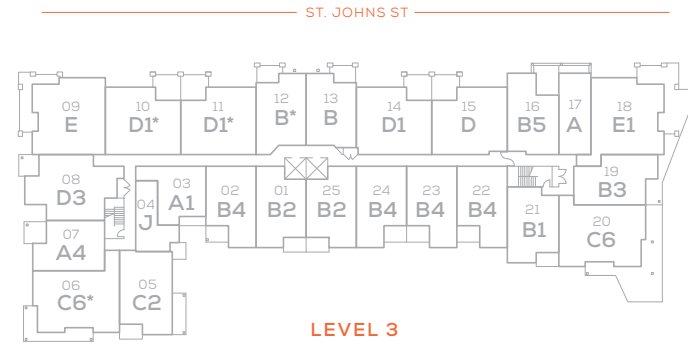 ST. JOHNS ST
09
E
10
D1*
11
D1*
12
B*
13
B
14
D1
15
D
16
B5
17
A
18
E1
08
D3
04
J
03
A1
02
B4
01
B2
25
B2
24
B4
23
B4
22
B4
21
B1
19
B3
20
C6
07
A4
06
C6*
05
C2
LEVEL 3